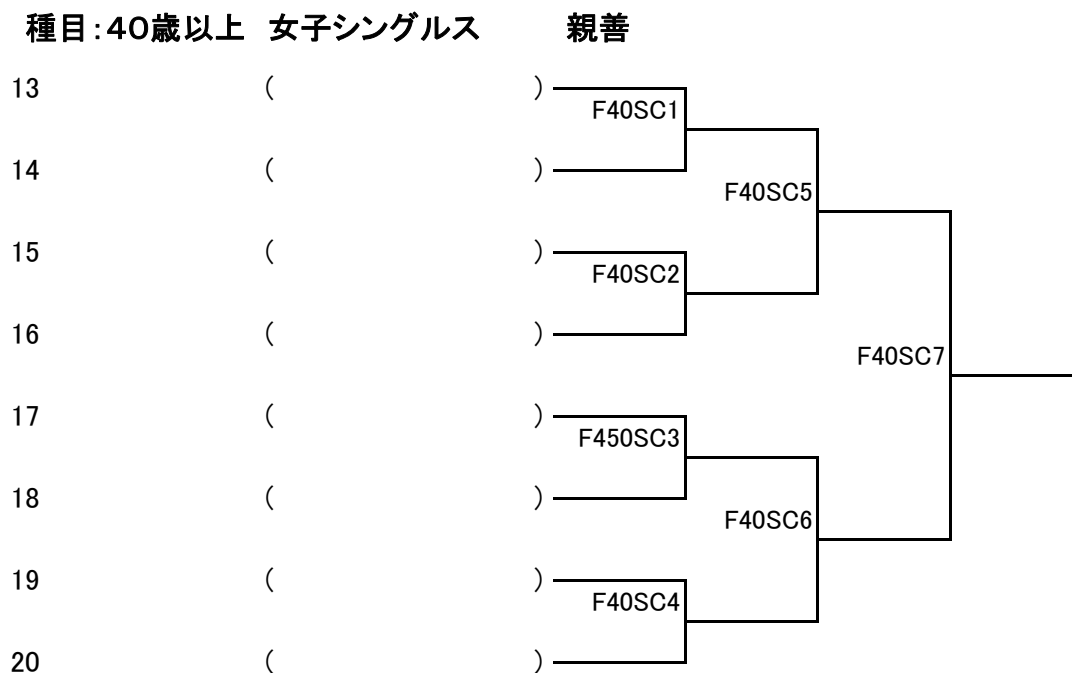 種目:40歳以上 女子シングルス 親善
13 ( )
F40SC1
14 ( )
F40SC5
15 ( )
F40SC2
16 ( )
F40SC7
17 ( )
F450SC3
18 ( )
F40SC6
19 ( )
F40SC4
20 ( )